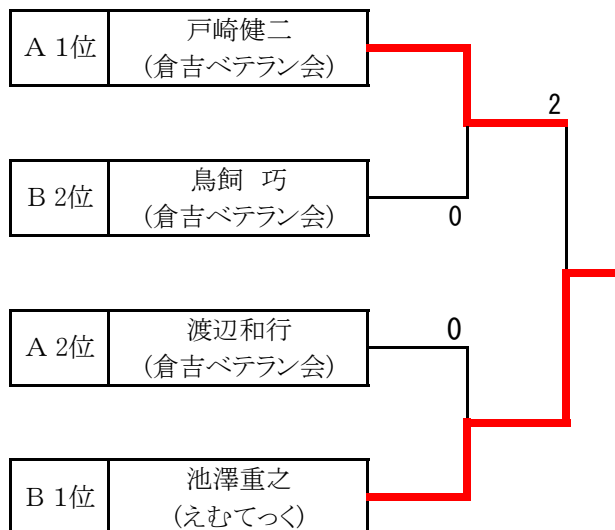 A 1位
戸崎健二
(倉吉ベテラン会)
2
B 2位
鳥飼 巧
(倉吉ベテラン会)
0
A 2位
渡辺和行
(倉吉ベテラン会)
0
B 1位
池澤重之
(えむてっく)